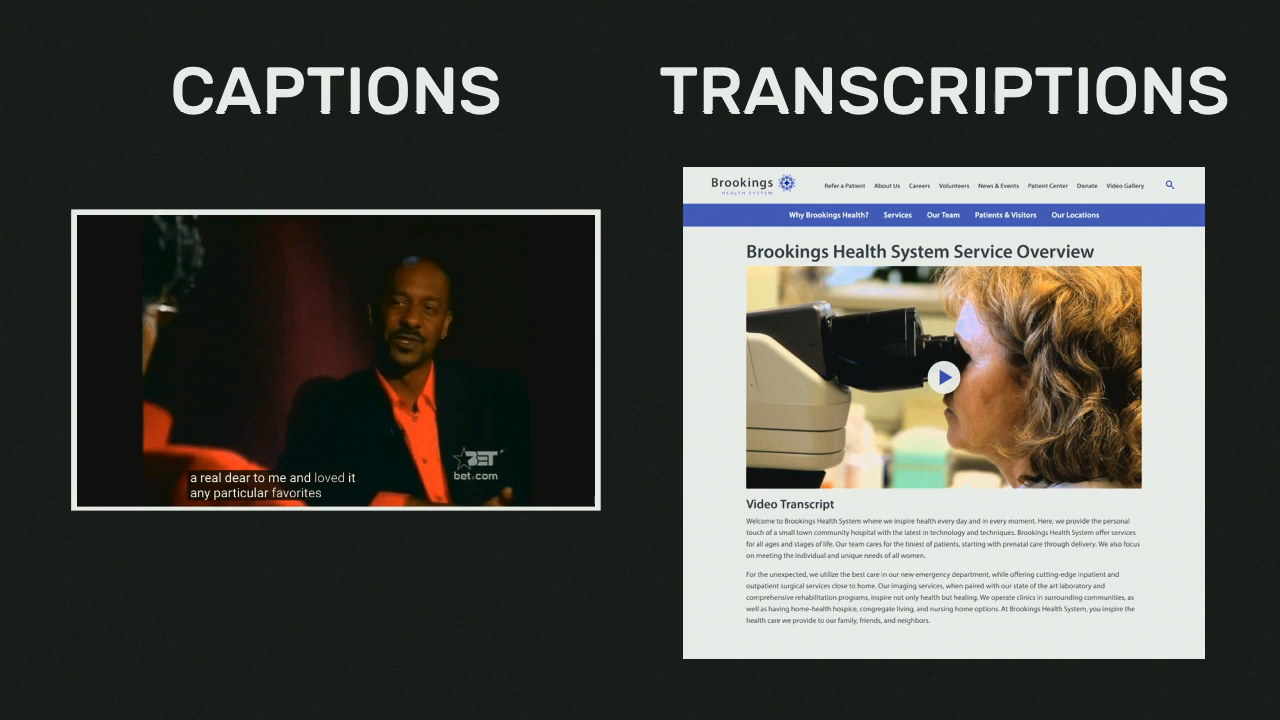 CAPTIONS
TRANSCRIPTIONS
a real dear to me and loved it
any particular favorites
BET
bet.com
Brookings
HEALTH SYSTEM
Refer a Patient About Us Careers Volunteers News & Events Patient Center Donate Video Gallery
Why Brookings Health? Services Our Team Patients & Visitors Our Locations
Brookings Health System Service Overview
Video Transcript
Welcome to Brookings Health System where we inspire health every day and in every moment. Here, we provide the personal
touch of a small town community hospital with the latest in technology and techniques. Brookings Health System offer services
for all ages and stages of life. Our team cares for the tiniest of patients, starting with prenatal care through delivery. We also focus
on meeting the individual and unique needs of all women.
For the unexpected, we utilize the best care in our new emergency department, while offering cutting-edge inpatient and
outpatient surgical services close to home. Our imaging services, when paired with our state of the art laboratory and
comprehensive rehabilitation programs, inspire not only health but healing. We operate clinics in surrounding communities, as
well as having home-health hospice, congregate living, and nursing home options. At Brookings Health System, you inspire the
health care we provide to our family, friends, and neighbors.